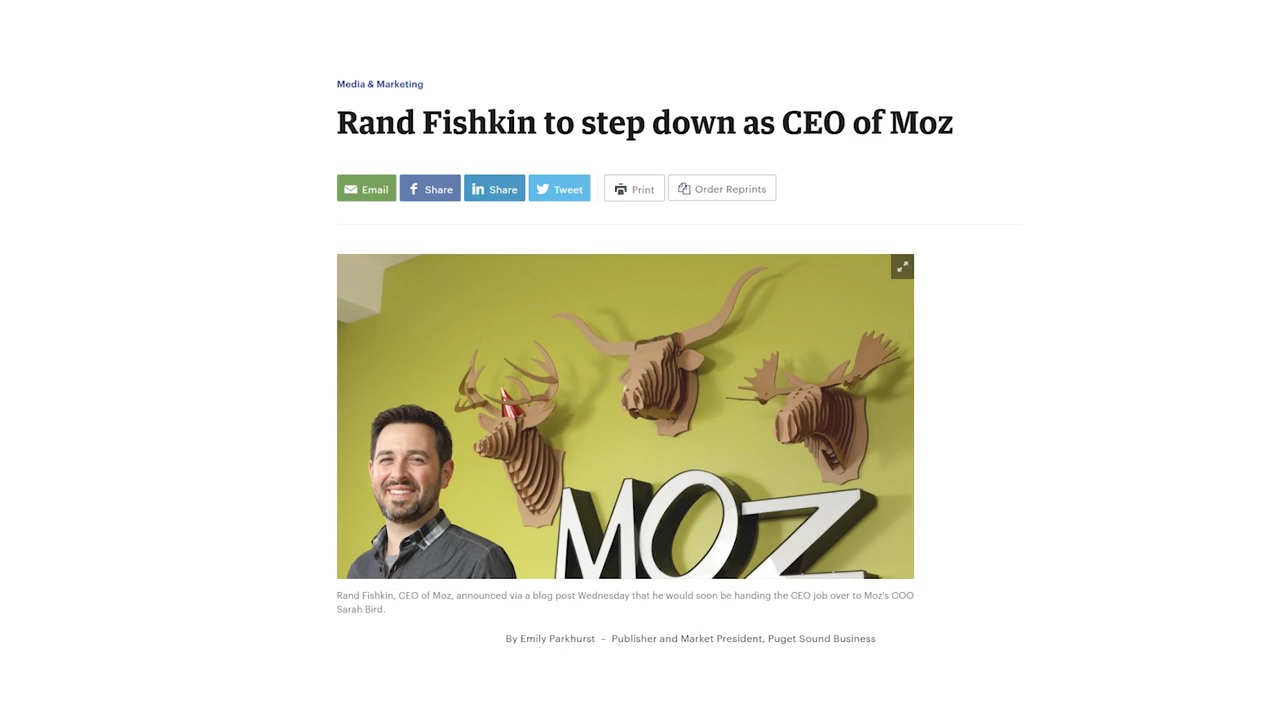 Media & Marketing
Rand Fishkin to step down as CEO of Moz
Email
Share
Share
Tweet
Print
Order Reprints
MOZ
Rand Fishkin, CEO of Moz, announced via a blog post Wednesday that he would soon be handing the CEO job over to Moz's COO
Sarah Bird.
By Emily Parkhurst – Publisher and Market President, Puget Sound Business